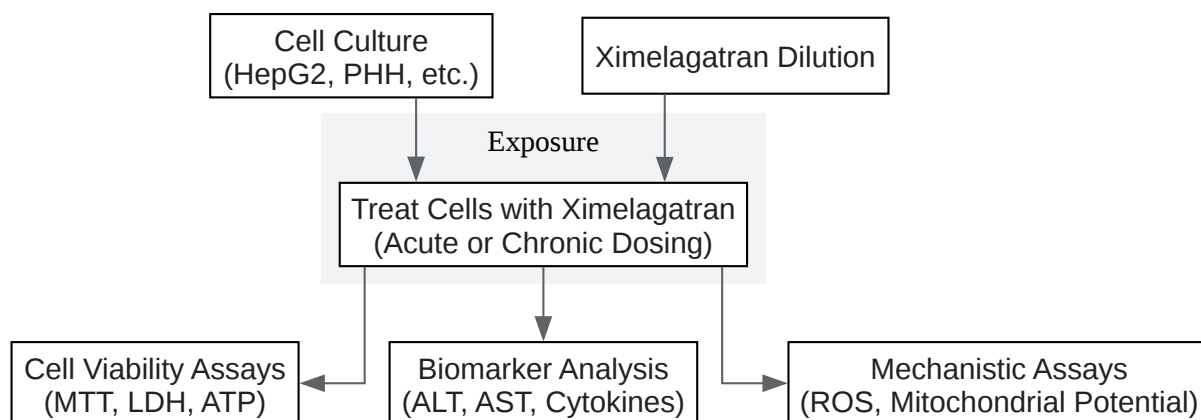 Cell Culture
(HepG2, PHH, etc.)
Ximelagatran Dilution
Exposure
Treat Cells with Ximelagatran
(Acute or Chronic Dosing)
Cell Viability Assays
(MTT, LDH, ATP)
Biomarker Analysis
(ALT, AST, Cytokines)
Mechanistic Assays
(ROS, Mitochondrial Potential)